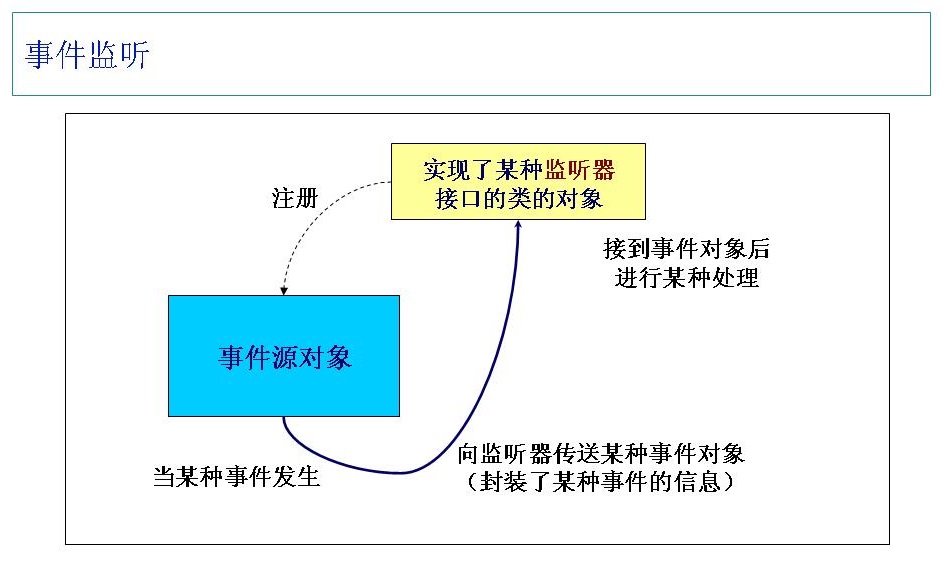 事件监听
实现了某种监听器
接口的类的对象
注册
接到事件对象后
进行某种处理
事件源对象
向监听器传送某种事件对象
（封装了某种事件的信息）
当某种事件发生